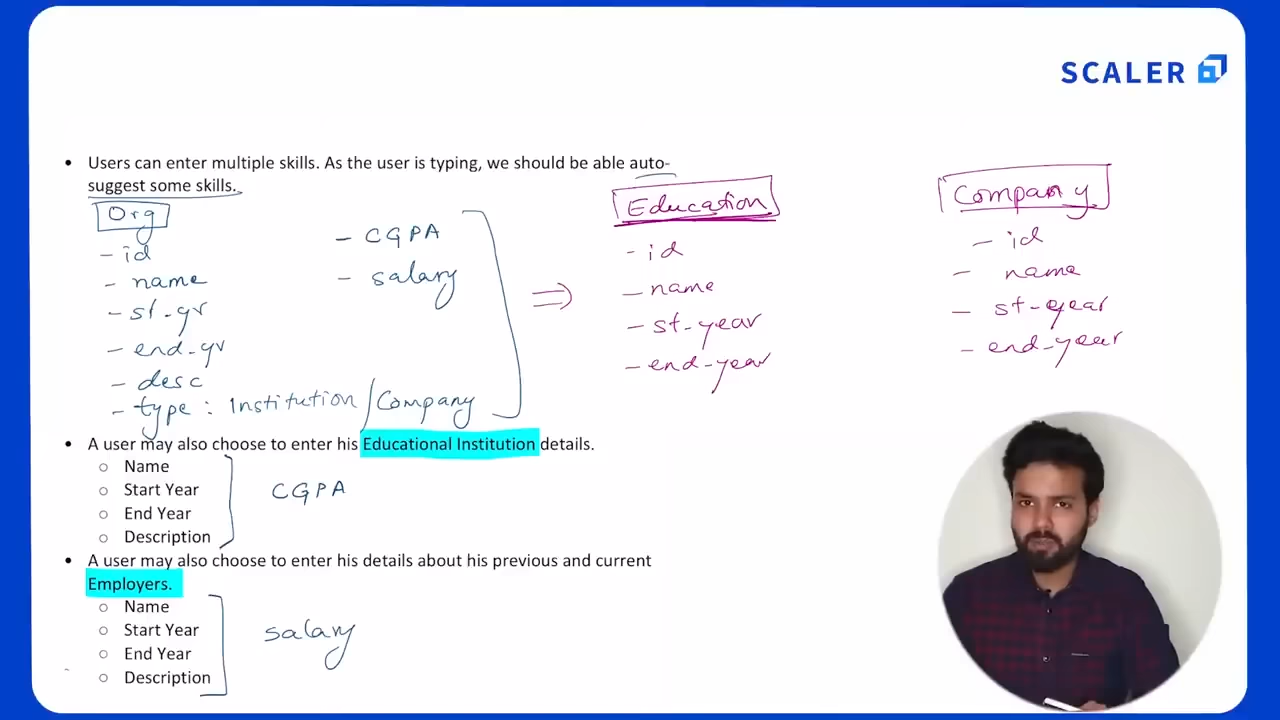 SCALER
• Users can enter multiple skills. As the user is typing, we should be able auto-
suggest some skills.
Org
- id
- name
- st-yr
- end-yr
- desc
- type : Institution / Company
- CGPA
- salary
⇒
Education
- id
- name
- st-year
- end-year
Company
- id
- name
- st-year
- end-year
• A user may also choose to enter his Educational Institution details.
○ Name
○ Start Year
○ End Year
○ Description
CGPA
• A user may also choose to enter his details about his previous and current
Employers.
○ Name
○ Start Year
○ End Year
○ Description
salary